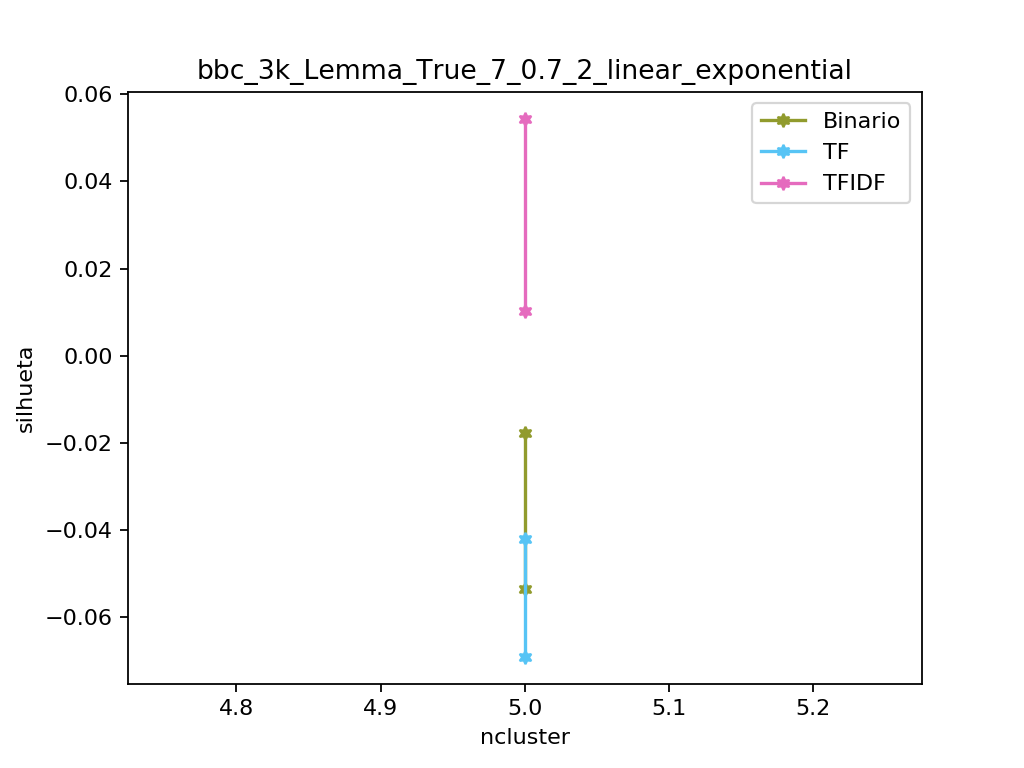 bbc_3k_Lemma_True_7_0.7_2_linear_exponential
Binario
TF
TFIDF
0.06
0.04
0.02
0.00
−0.02
−0.04
−0.06
silhueta
4.8 4.9 5.0 5.1 5.2
ncluster